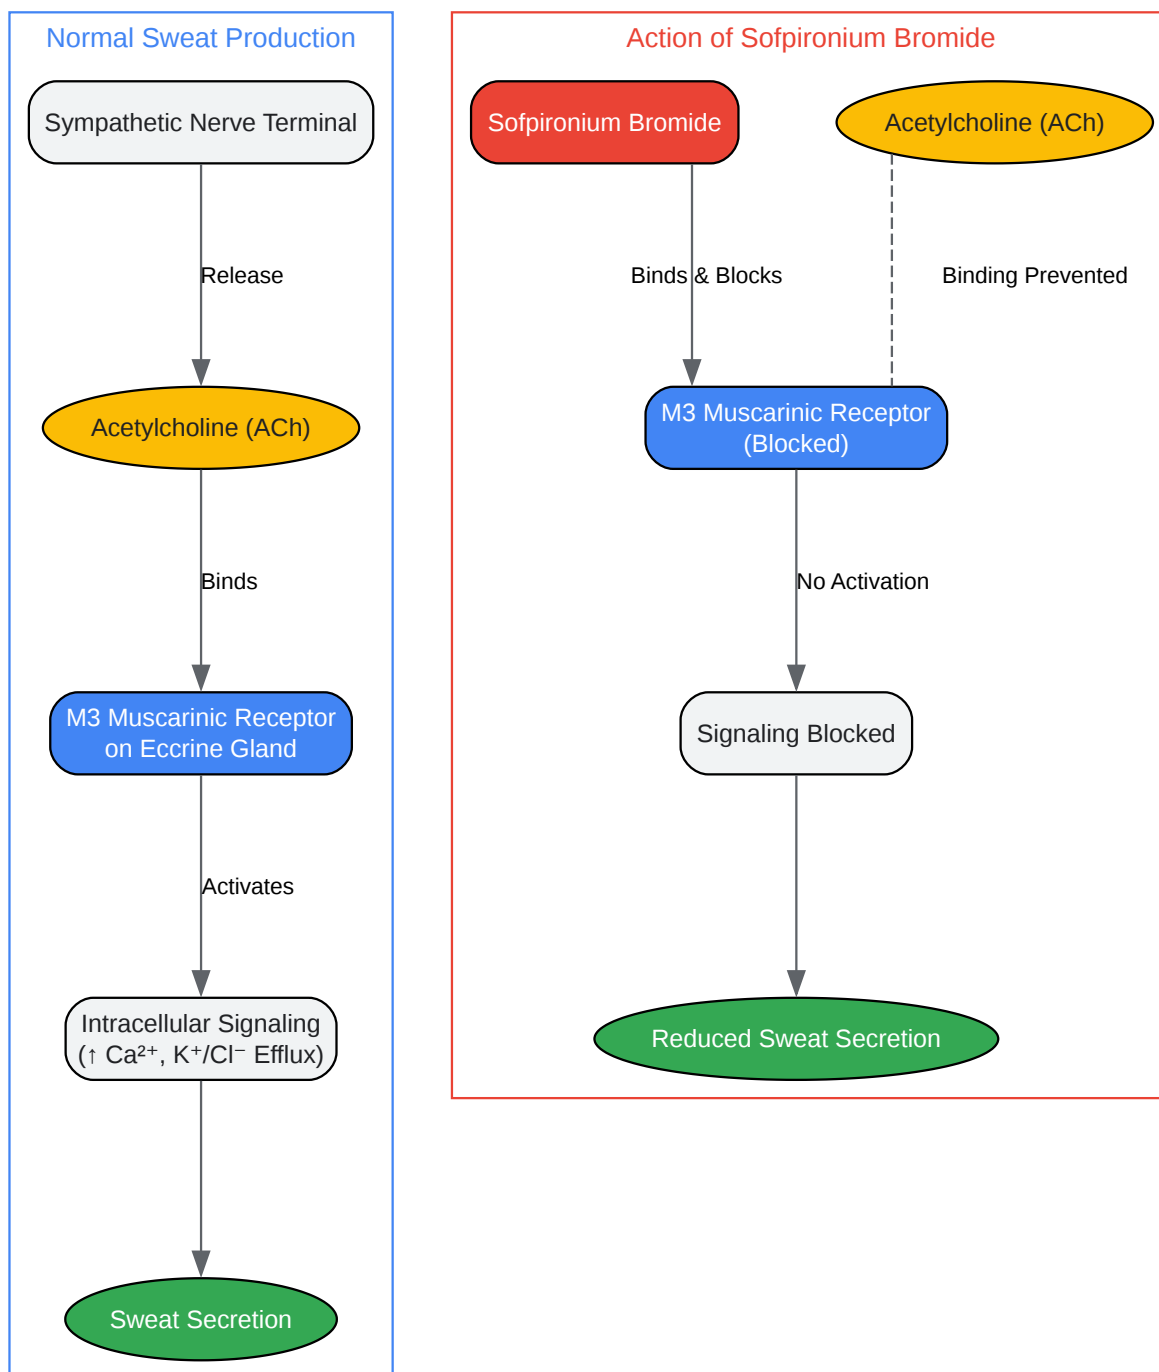 Normal Sweat Production
Sympathetic Nerve Terminal
Release
Acetylcholine (ACh)
Binds
M3 Muscarinic Receptor
on Eccrine Gland
Activates
Intracellular Signaling
(↑ Ca²⁺, K⁺/Cl⁻ Efflux)
Sweat Secretion
Action of Sofpironium Bromide
Sofpironium Bromide
Acetylcholine (ACh)
Binds & Blocks
Binding Prevented
M3 Muscarinic Receptor
(Blocked)
No Activation
Signaling Blocked
Reduced Sweat Secretion